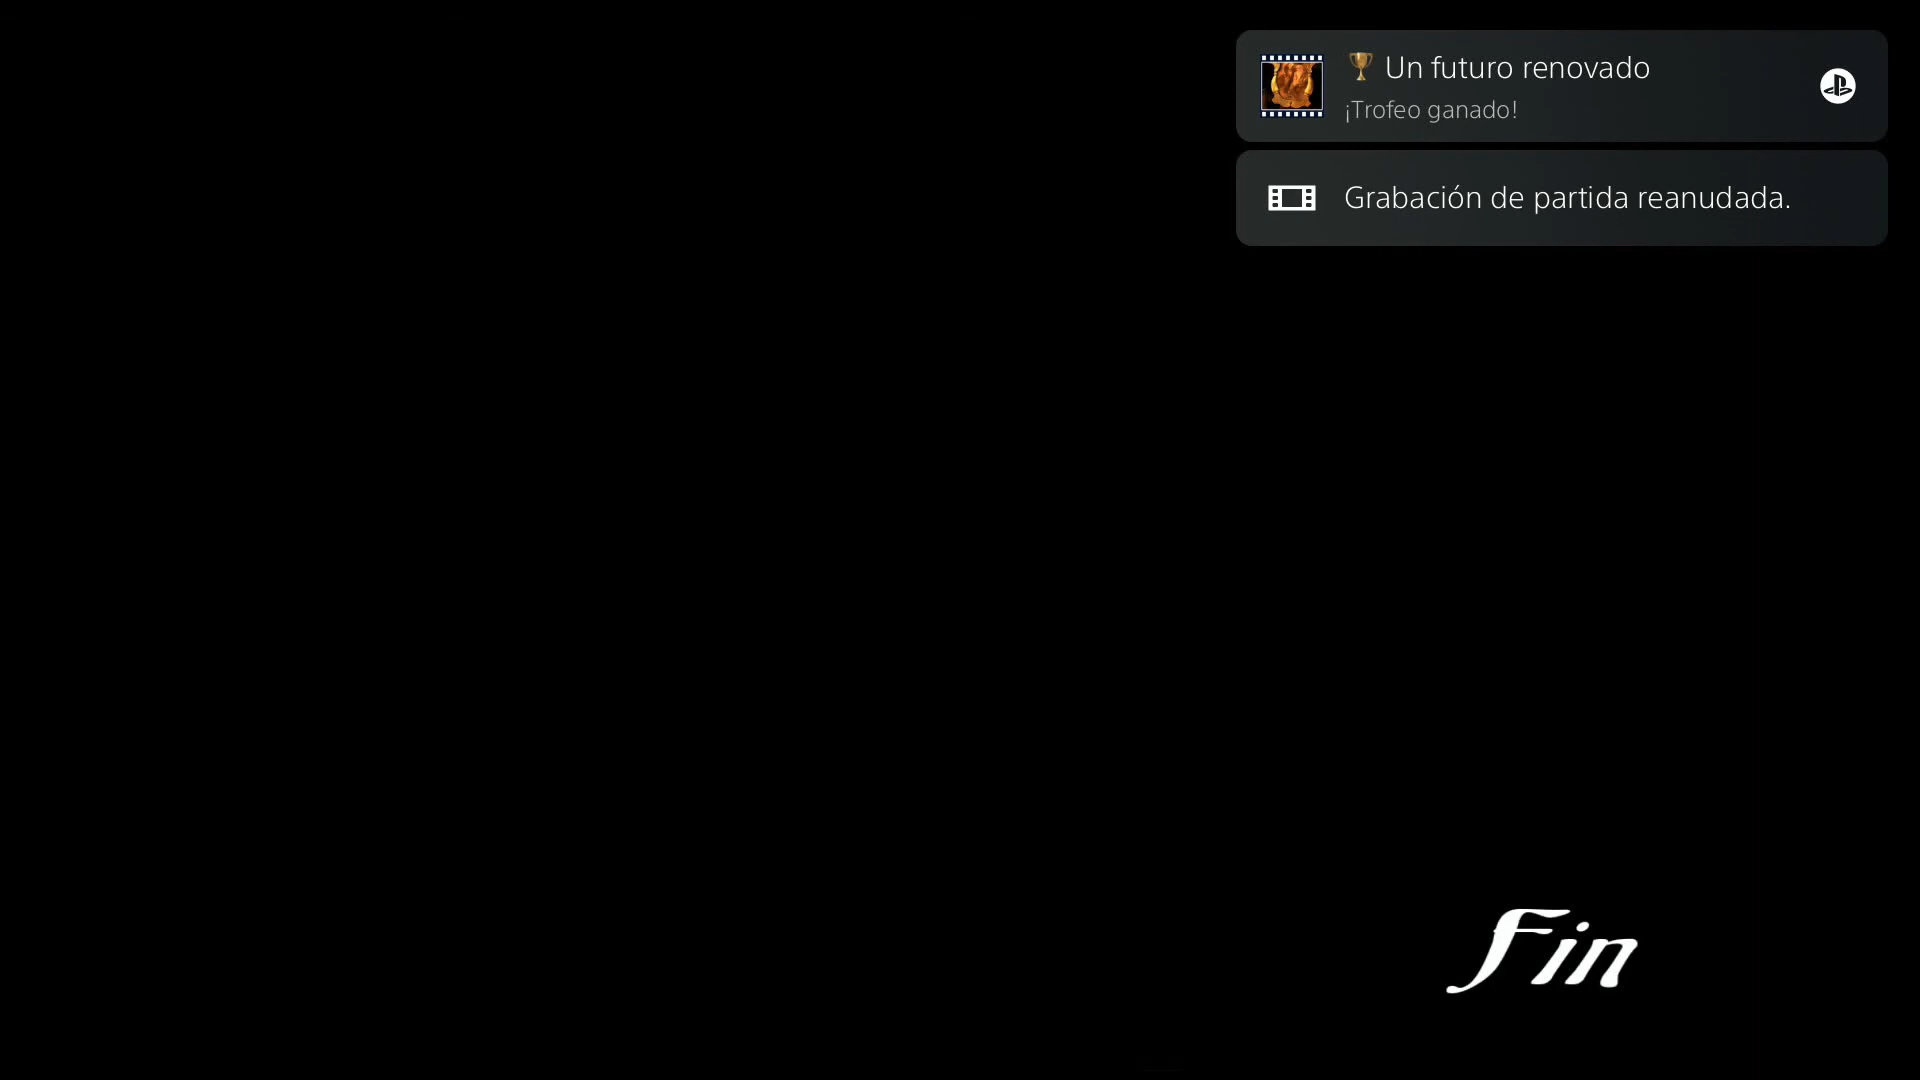 Un futuro renovado
¡Trofeo ganado!
Grabación de partida reanudada.
Fin